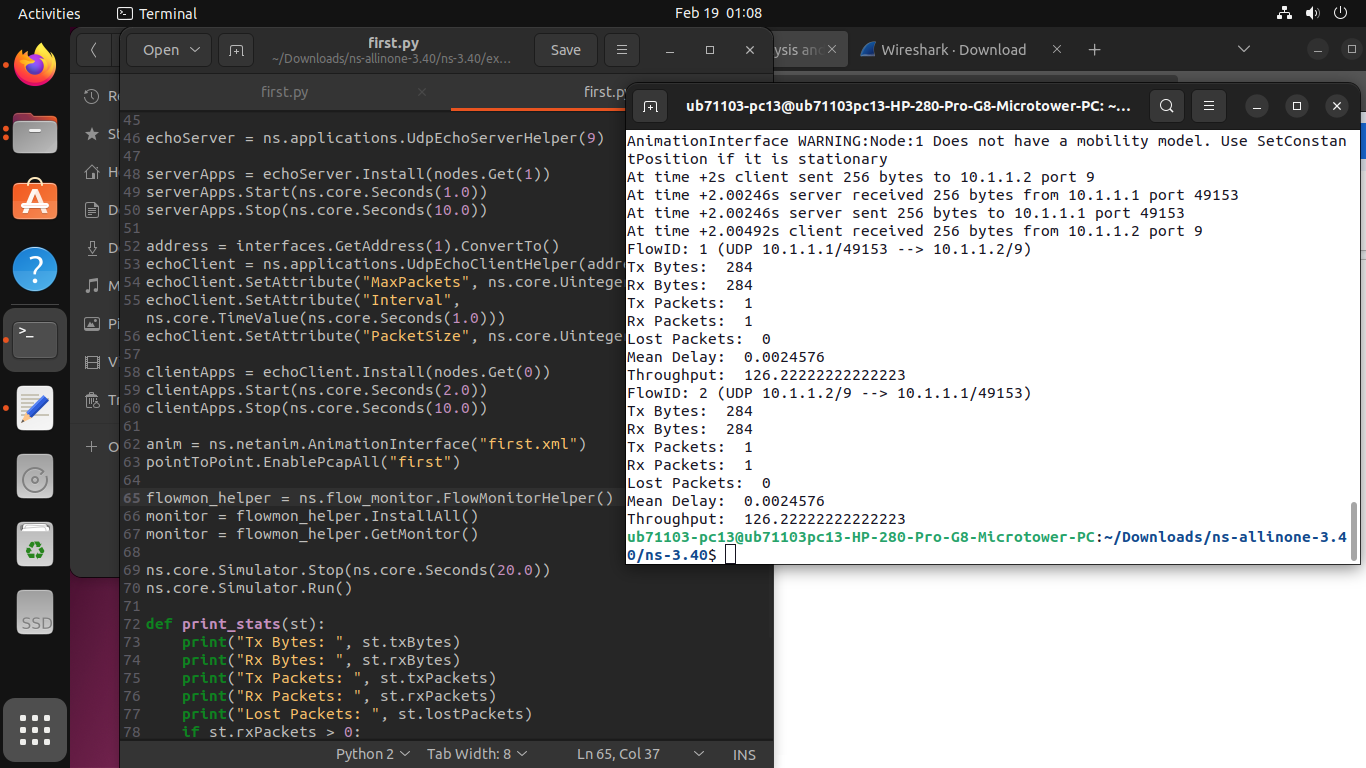 Activities
Terminal
Feb 19 01:08
Open
first.py
~/Downloads/ns-allinone-3.40/ns-3.40/ex…
Save
ysis and
Wireshark · Download
first.py
first.py
45
46 echoServer = ns.applications.UdpEchoServerHelper(9)
47
48 serverApps = echoServer.Install(nodes.Get(1))
49 serverApps.Start(ns.core.Seconds(1.0))
50 serverApps.Stop(ns.core.Seconds(10.0))
51
52 address = interfaces.GetAddress(1).ConvertTo()
53 echoClient = ns.applications.UdpEchoClientHelper(addre
54 echoClient.SetAttribute("MaxPackets", ns.core.Uintege
55 echoClient.SetAttribute("Interval",
ns.core.TimeValue(ns.core.Seconds(1.0)))
56 echoClient.SetAttribute("PacketSize", ns.core.Uintege
57
58 clientApps = echoClient.Install(nodes.Get(0))
59 clientApps.Start(ns.core.Seconds(2.0))
60 clientApps.Stop(ns.core.Seconds(10.0))
61
62 anim = ns.netanim.AnimationInterface("first.xml")
63 pointToPoint.EnablePcapAll("first")
64
65 flowmon_helper = ns.flow_monitor.FlowMonitorHelper()
66 monitor = flowmon_helper.InstallAll()
67 monitor = flowmon_helper.GetMonitor()
68
69 ns.core.Simulator.Stop(ns.core.Seconds(20.0))
70 ns.core.Simulator.Run()
71
72 def print_stats(st):
73 print("Tx Bytes: ", st.txBytes)
74 print("Rx Bytes: ", st.rxBytes)
75 print("Tx Packets: ", st.txPackets)
76 print("Rx Packets: ", st.rxPackets)
77 print("Lost Packets: ", st.lostPackets)
78 if st.rxPackets > 0:
Python 2
Tab Width: 8
Ln 65, Col 37
INS
ub71103-pc13@ub71103pc13-HP-280-Pro-G8-Microtower-PC: ~…
AnimationInterface WARNING:Node:1 Does not have a mobility model. Use SetConstan
tPosition if it is stationary
At time +2s client sent 256 bytes to 10.1.1.2 port 9
At time +2.00246s server received 256 bytes from 10.1.1.1 port 49153
At time +2.00246s server sent 256 bytes to 10.1.1.1 port 49153
At time +2.00492s client received 256 bytes from 10.1.1.2 port 9
FlowID: 1 (UDP 10.1.1.1/49153 --> 10.1.1.2/9)
Tx Bytes:  284
Rx Bytes:  284
Tx Packets:  1
Rx Packets:  1
Lost Packets:  0
Mean Delay:  0.0024576
Throughput:  126.22222222222223
FlowID: 2 (UDP 10.1.1.2/9 --> 10.1.1.1/49153)
Tx Bytes:  284
Rx Bytes:  284
Tx Packets:  1
Rx Packets:  1
Lost Packets:  0
Mean Delay:  0.0024576
Throughput:  126.22222222222223
ub71103-pc13@ub71103pc13-HP-280-Pro-G8-Microtower-PC:~/Downloads/ns-allinone-3.4
0/ns-3.40$
SSD